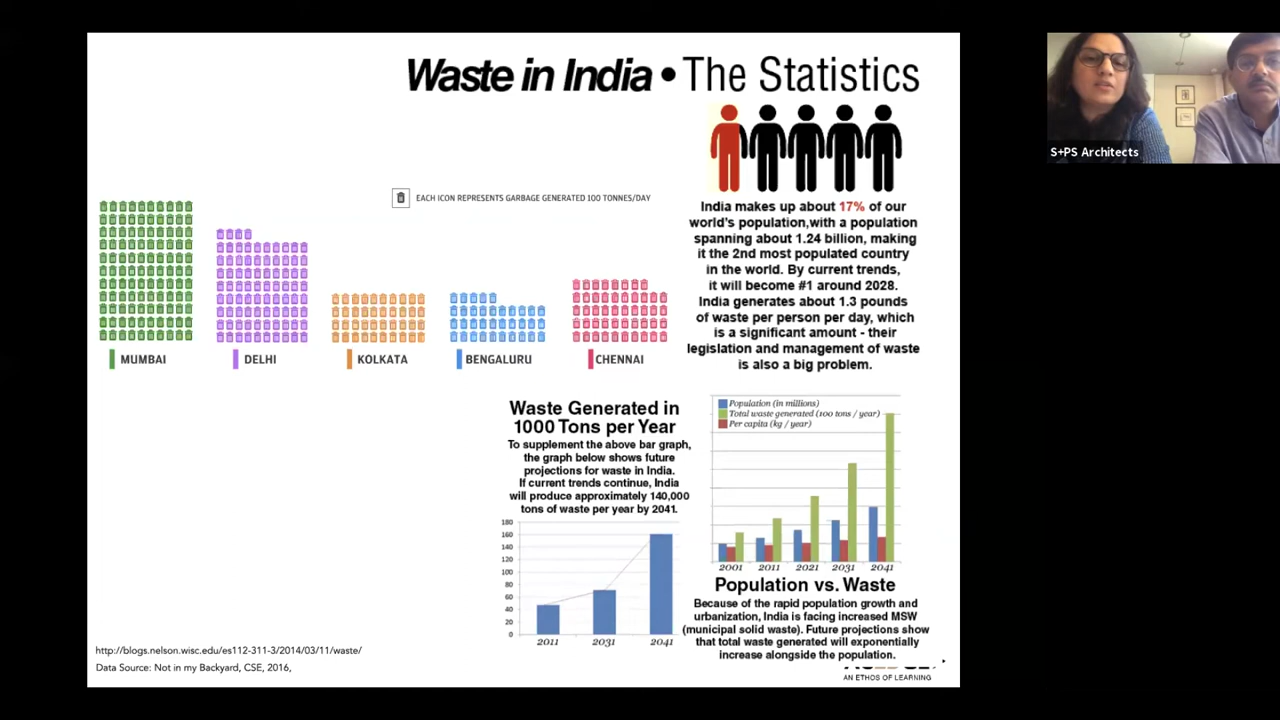 Waste in India • The Statistics
S+PS Architects
EACH ICON REPRESENTS GARBAGE GENERATED 100 TONNES/DAY
MUMBAI
DELHI
KOLKATA
BENGALURU
CHENNAI
India makes up about 17% of our
world's population,with a population
spanning about 1.24 billion, making
it the 2nd most populated country
in the world. By current trends,
it will become #1 around 2028.
India generates about 1.3 pounds
of waste per person per day, which
is a significant amount - their
legislation and management of waste
is also a big problem.
Waste Generated in
1000 Tons per Year
To supplement the above bar graph,
the graph below shows future
projections for waste in India.
If current trends continue, India
will produce approximately 140,000
tons of waste per year by 2041.
180
160
140
120
100
80
60
40
20
0
2011 2031 2041
Population (in millions)
Total waste generated (100 tons / year)
Per capita (kg / year)
2001 2011 2021 2031 2041
Population vs. Waste
Because of the rapid population growth and
urbanization, India is facing increased MSW
(municipal solid waste). Future projections show
that total waste generated will exponentially
increase alongside the population.
http://blogs.nelson.wisc.edu/es112-311-3/2014/03/11/waste/
Data Source: Not in my Backyard, CSE, 2016,
AN ETHOS OF LEARNING